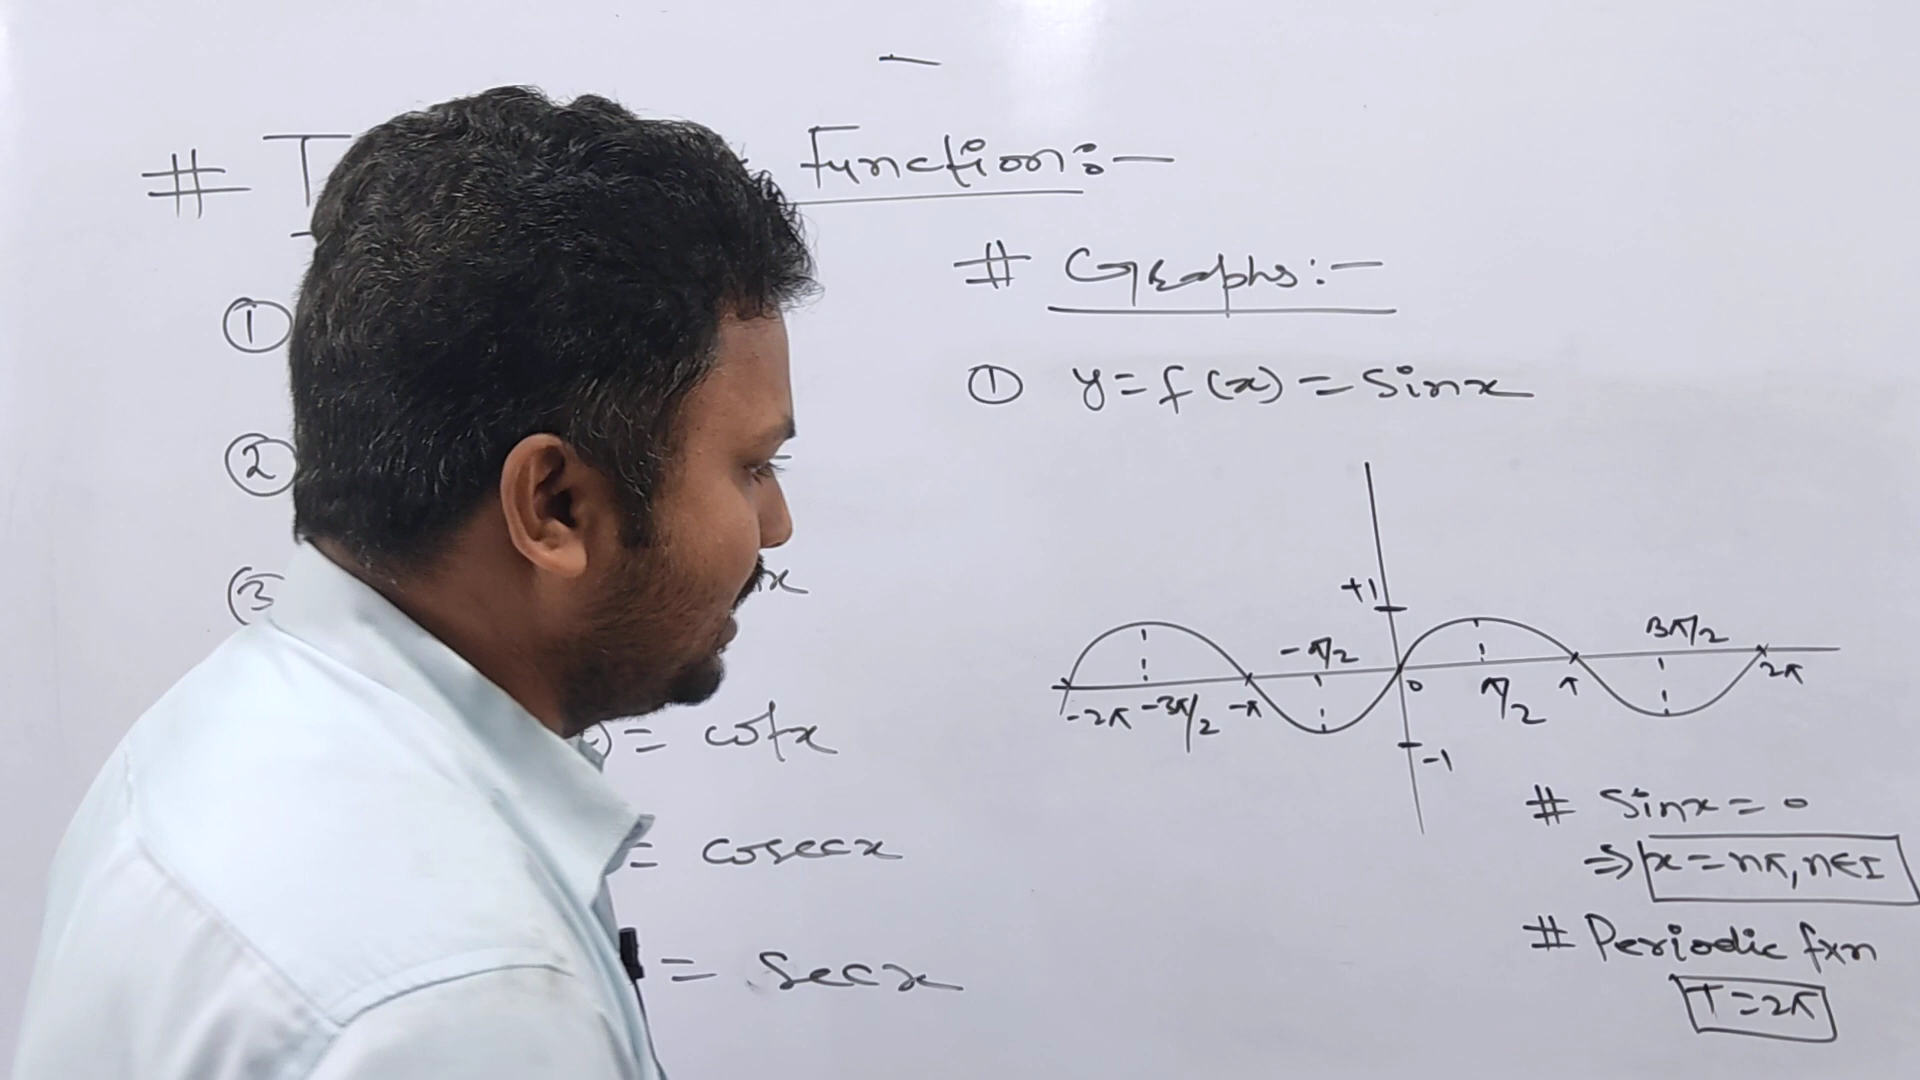 # Function:-
# Graphs:-
①
① y = f(x) = sinx
②
③
= cotx
= cosecx
= secx
+1
-2π -3π/2 -π -π/2 0 π/2 π 3π/2 2π
-1
# sinx = 0
⇒ x = nπ, n∈I
# Periodic fxn
T = 2π